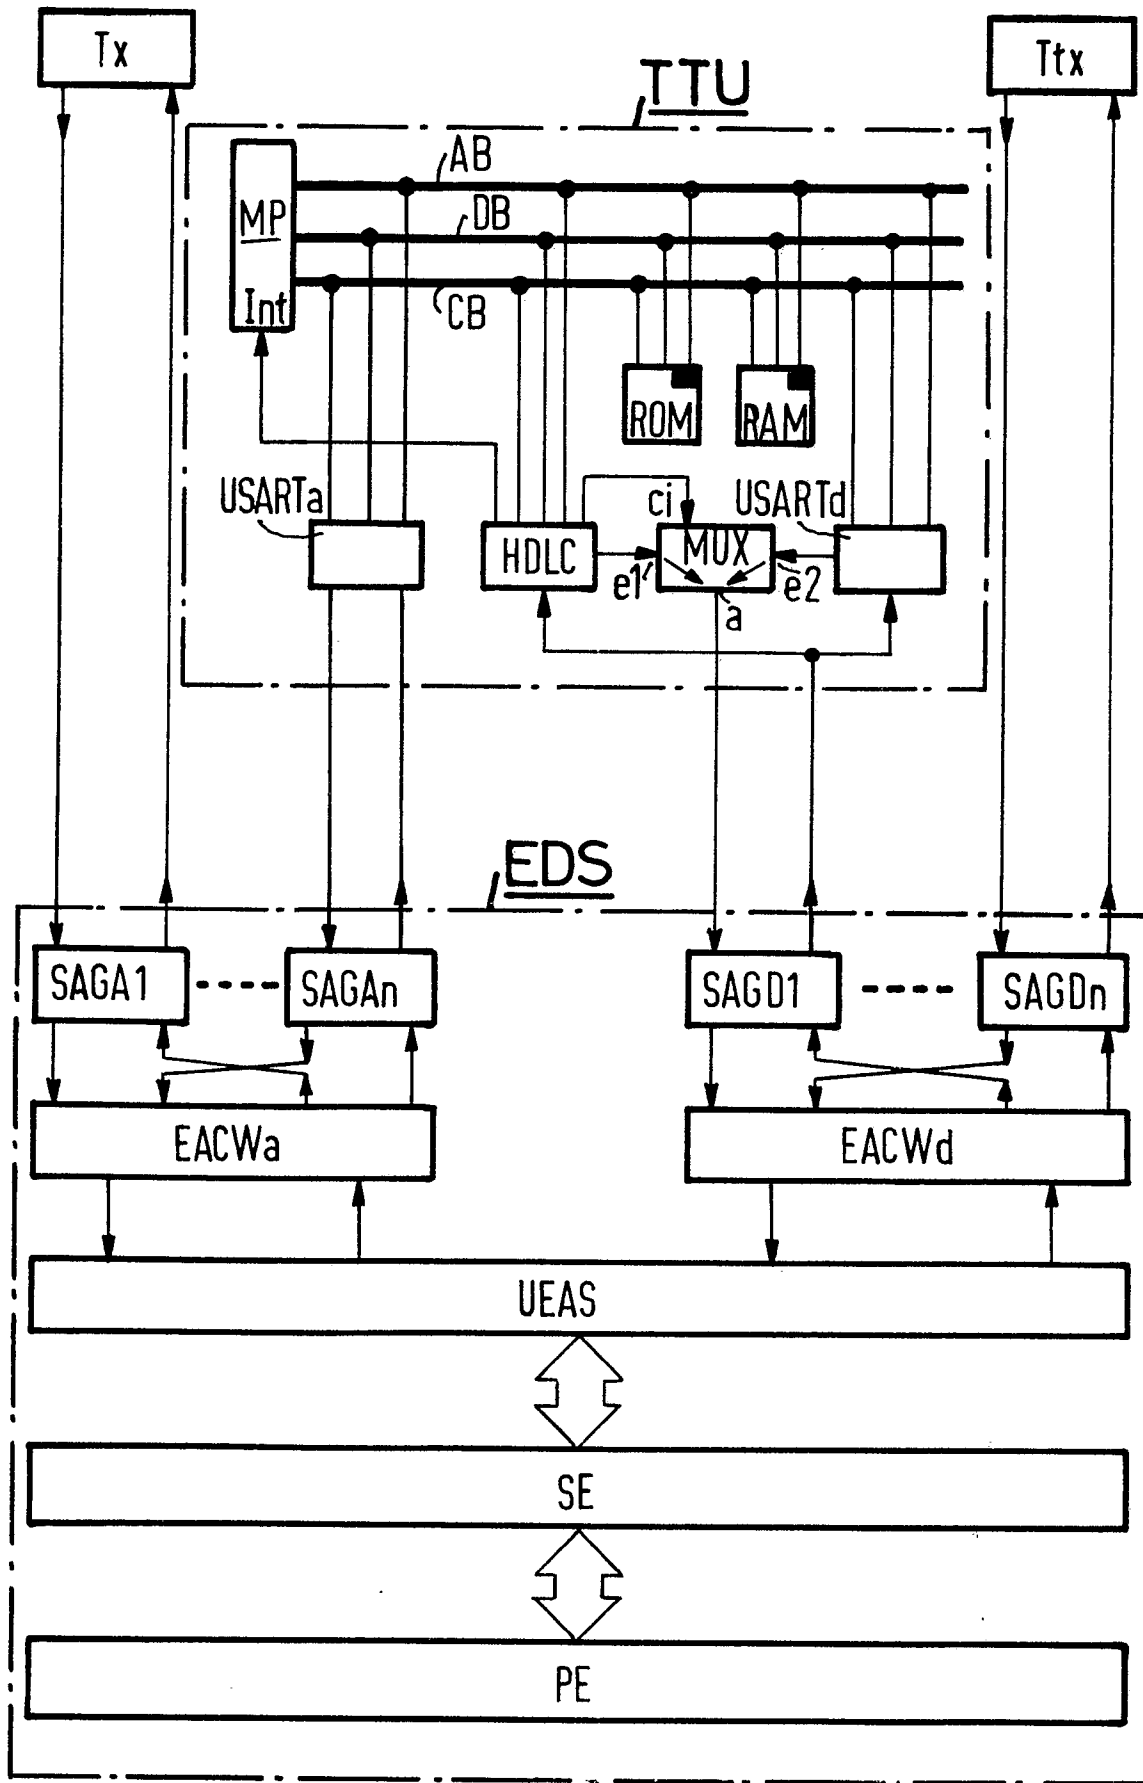 Tx
Ttx
TTU
AB
MP
DB
Int
CB
ROM
RAM
USARTa
ci
USARTd
HDLC
MUX
e1
e2
a
EDS
SAGA1
SAGAn
SAGD1
SAGDn
EACWa
EACWd
UEAS
SE
PE